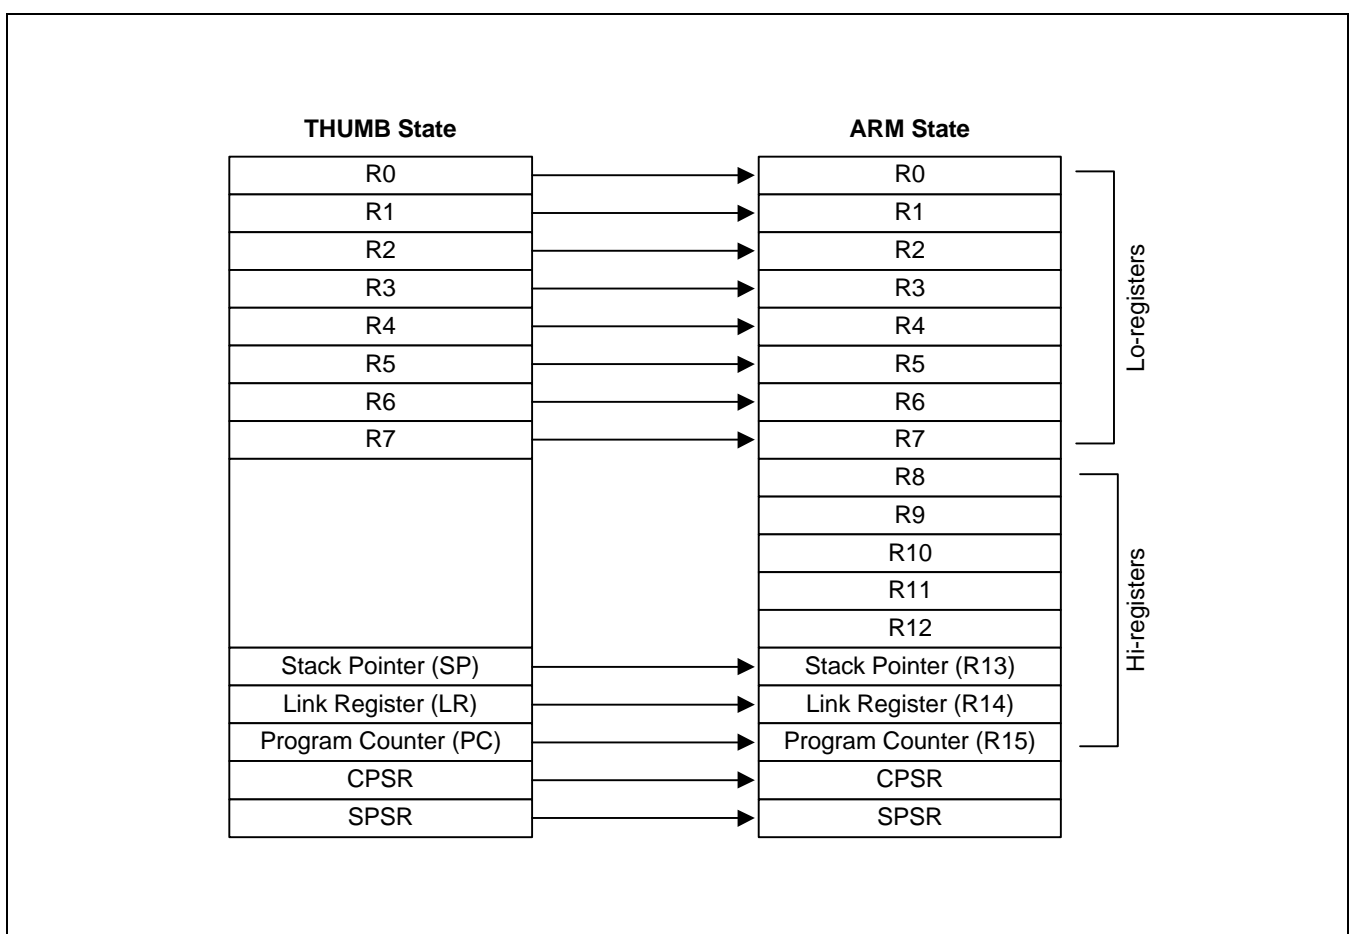 THUMB State
R0
R1
R2
R3
R4
R5
R6
R7
Stack Pointer (SP)
Link Register (LR)
Program Counter (PC)
CPSR
SPSR
ARM State
R0
R1
R2
R3
R4
R5
R6
R7
R8
R9
R10
R11
R12
Stack Pointer (R13)
Link Register (R14)
Program Counter (R15)
CPSR
SPSR
Lo-registers
Hi-registers